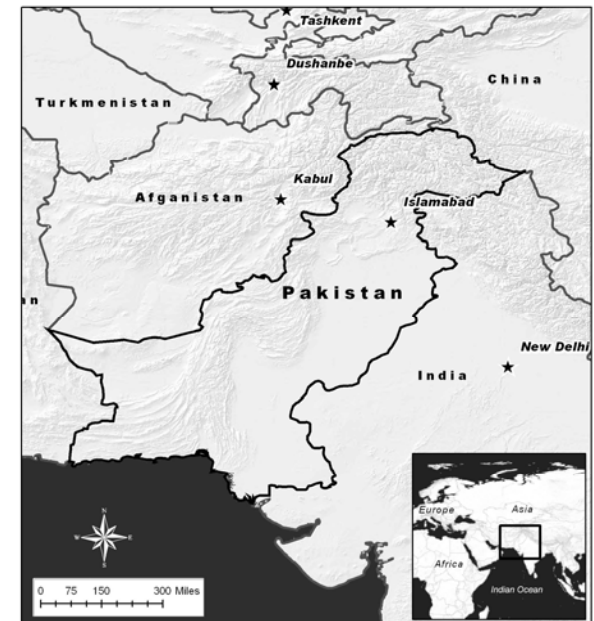 Tashkent
Dushanbe
China
Turkmenistan
Kabul
Afganistan
Islamabad
an
Pakistan
New Delhi
India
N
W E
S
Europe
Asia
Africa
Indian Ocean
0 75 150 300 Miles